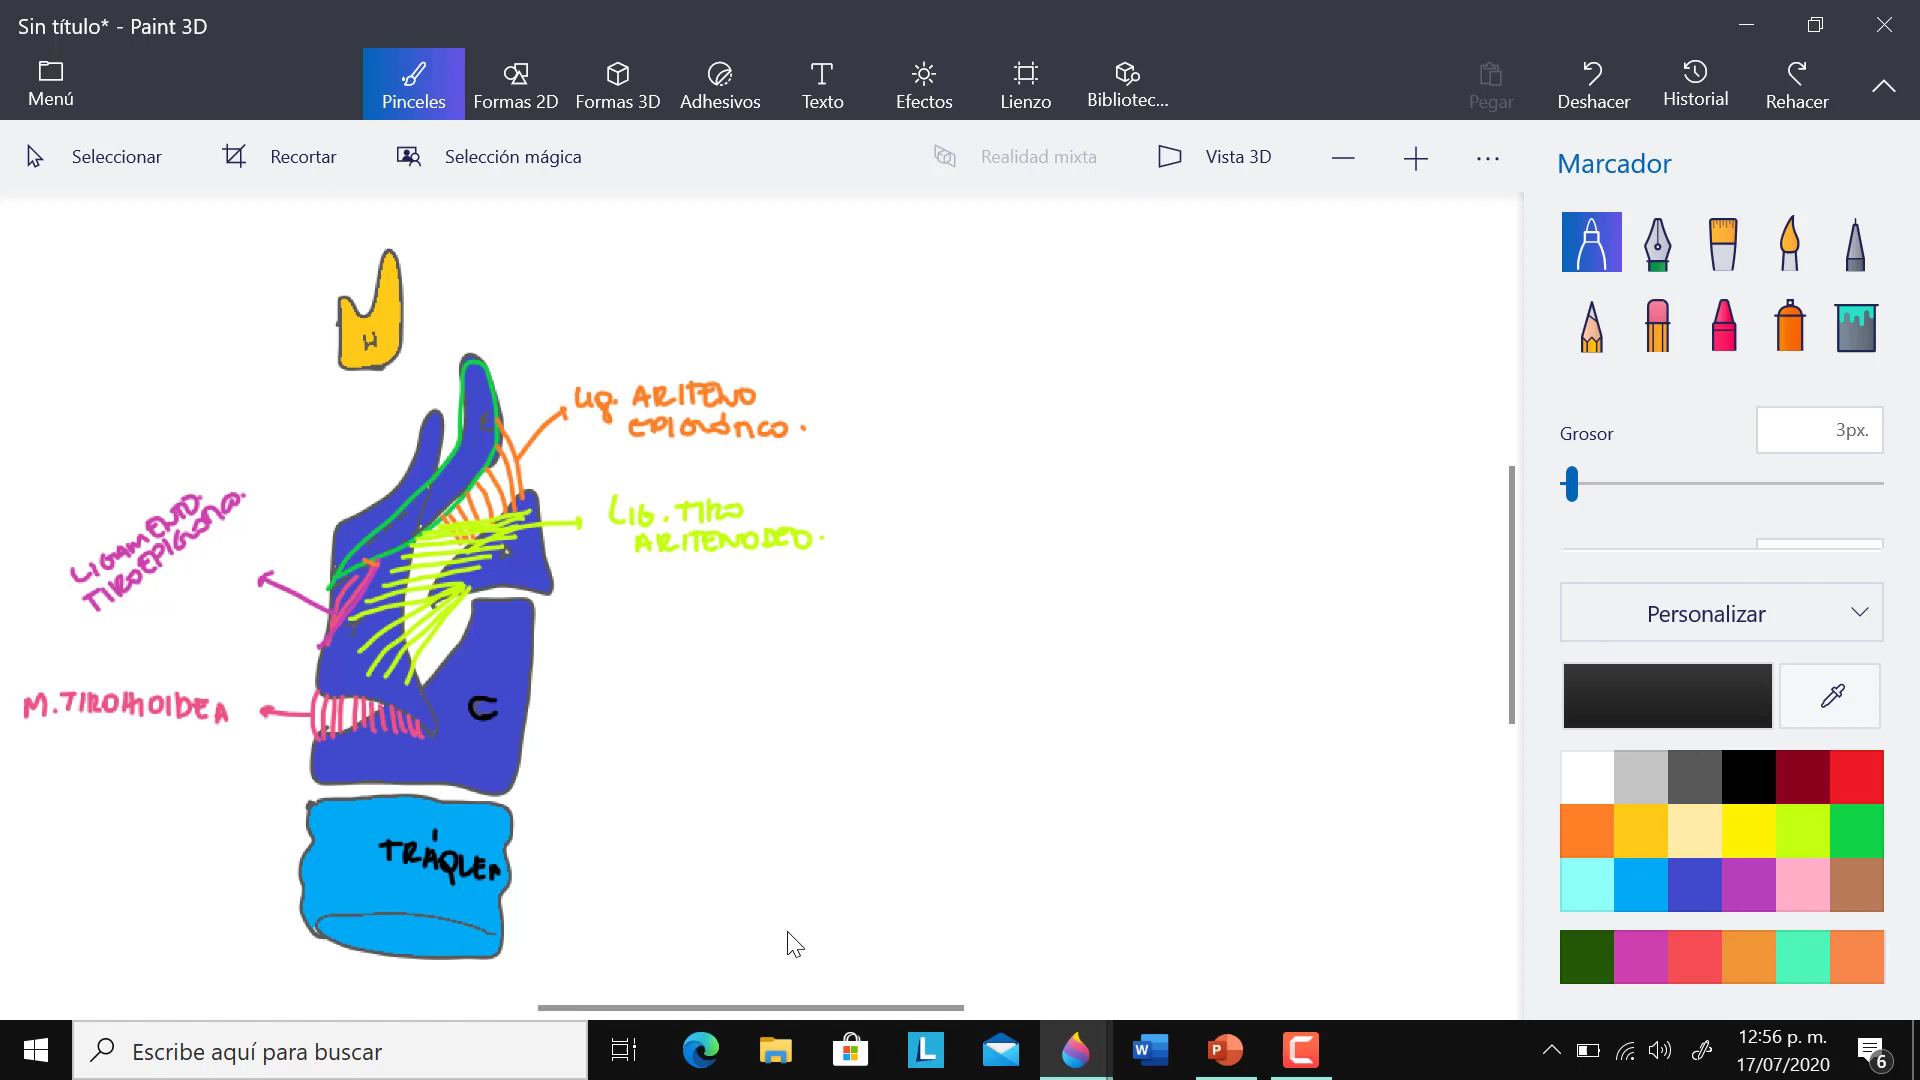 Sin título* - Paint 3D
Menú
Pinceles
Formas 2D
Formas 3D
Adhesivos
Texto
Efectos
Lienzo
Bibliotec...
Pegar
Deshacer
Historial
Rehacer
Seleccionar
Recortar
Selección mágica
Realidad mixta
Vista 3D
Marcador
Grosor
3px.
Personalizar
H
E
Lig. ARITENO
EPIGLÓTICO.
LIG. TIRO
ARITENODEO.
LIGAMENTO
TIROEPIGLÓTICO.
T
A
M. TIROHIOIDEA
C
TRÁQUEA
Escribe aquí para buscar
12:56 p. m.
17/07/2020
6